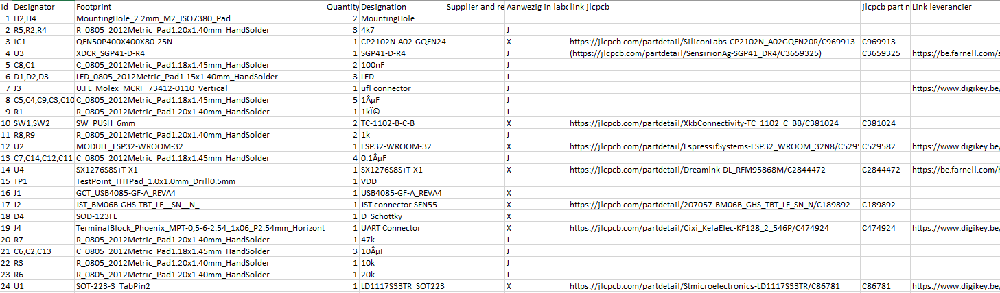 Id Designator Footprint Quantity Designation Supplier and re Aanwezig in labo link jlcpcb jlcpcb part n Link leverancier
1 H2,H4 MountingHole_2.2mm_M2_ISO7380_Pad 2 MountingHole
2 R5,R2,R4 R_0805_2012Metric_Pad1.20x1.40mm_HandSolder 3 4k7 J
3 IC1 QFN50P400X400X80-25N 1 CP2102N-A02-GQFN24 X https://jlcpcb.com/partdetail/SiliconLabs-CP2102N_A02GQFN20R/C969913 C969913
4 U3 XDCR_SGP41-D-R4 1 SGP41-D-R4 J (https://jlcpcb.com/partdetail/SensirionAg-SGP41_DR4/C3659325) C3659325 https://be.farnell.com/s
5 C8,C1 C_0805_2012Metric_Pad1.18x1.45mm_HandSolder 2 100nF J
6 D1,D2,D3 LED_0805_2012Metric_Pad1.15x1.40mm_HandSolder 3 LED J
7 J3 U.FL_Molex_MCRF_73412-0110_Vertical 1 ufl connector J https://www.digikey.be/
8 C5,C4,C9,C3,C10 C_0805_2012Metric_Pad1.18x1.45mm_HandSolder 5 1ÂµF J
9 R1 R_0805_2012Metric_Pad1.20x1.40mm_HandSolder 1 1kÎ© J
10 SW1,SW2 SW_PUSH_6mm 2 TC-1102-B-C-B X https://jlcpcb.com/partdetail/XkbConnectivity-TC_1102_C_BB/C381024 C381024
11 R8,R9 R_0805_2012Metric_Pad1.20x1.40mm_HandSolder 2 1k J
12 U2 MODULE_ESP32-WROOM-32 1 ESP32-WROOM-32 X https://jlcpcb.com/partdetail/EspressifSystems-ESP32_WROOM_32N8/C5295 C529582 https://www.digikey.be/
13 C7,C14,C12,C11 C_0805_2012Metric_Pad1.18x1.45mm_HandSolder 4 0.1ÂµF J
14 U4 SX1276S8S+T-X1 1 SX1276S8S+T-X1 X https://jlcpcb.com/partdetail/Dreamlnk-DL_RFM95868M/C2844472 C2844472 https://be.farnell.com/h
15 TP1 TestPoint_THTPad_1.0x1.0mm_Drill0.5mm 1 VDD
16 J1 GCT_USB4085-GF-A_REVA4 1 USB4085-GF-A_REVA4 X
17 J2 JST_BM06B-GHS-TBT_LF__SN__N_ 1 JST connector SEN55 X https://jlcpcb.com/partdetail/207057-BM06B_GHS_TBT_LF_SN_N/C189892 C189892 https://www.digikey.be/
18 D4 SOD-123FL 1 D_Schottky X
19 J4 TerminalBlock_Phoenix_MPT-0,5-6-2.54_1x06_P2.54mm_Horizont 1 UART Connector X https://jlcpcb.com/partdetail/Cixi_KefaElec-KF128_2_546P/C474924 C474924 https://www.digikey.be/
20 R7 R_0805_2012Metric_Pad1.20x1.40mm_HandSolder 1 47k J
21 C6,C2,C13 C_0805_2012Metric_Pad1.18x1.45mm_HandSolder 3 10ÂµF J
22 R3 R_0805_2012Metric_Pad1.20x1.40mm_HandSolder 1 10k J
23 R6 R_0805_2012Metric_Pad1.20x1.40mm_HandSolder 1 20k J
24 U1 SOT-223-3_TabPin2 1 LD1117S33TR_SOT223 X https://jlcpcb.com/partdetail/Stmicroelectronics-LD1117S33TR/C86781 C86781 https://www.digikey.be/